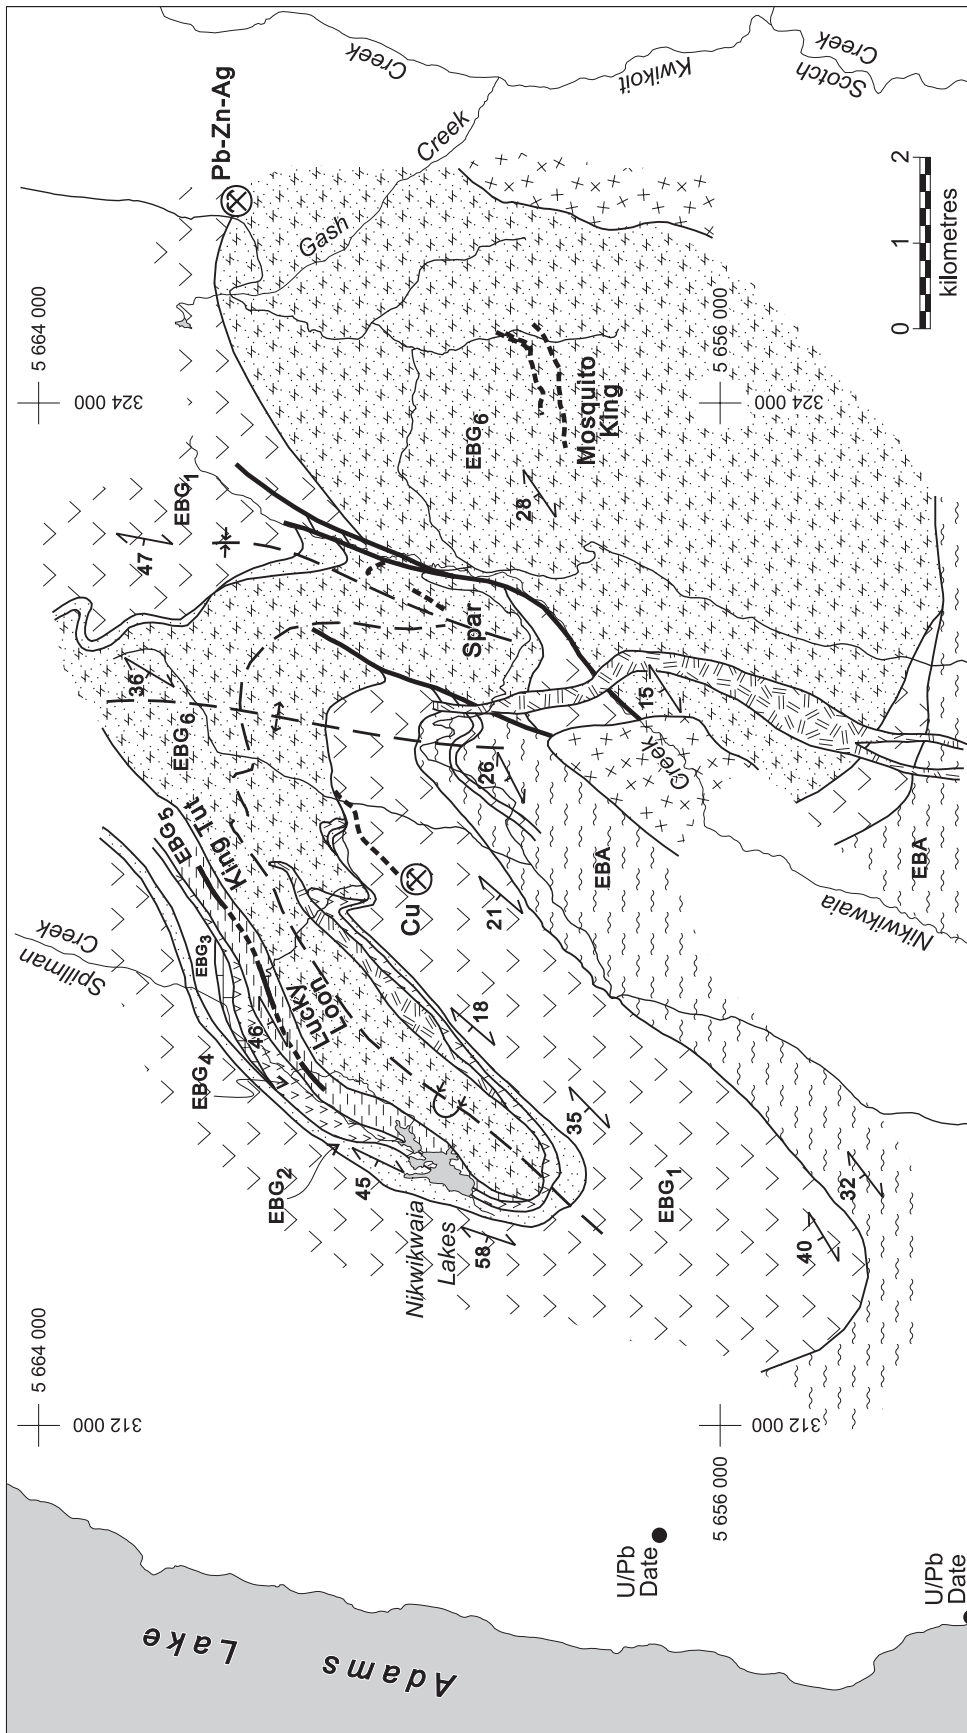 Creek
Kwikoit
Scotch
Creek
Pb-Zn-Ag
Creek
Gash
2
1
0
kilometres
5 664 000
324 000
5 656 000
324 000
Mosquito
King
EBG6
28
EBG1
47
Spar
36
EBG6
15
Creek
26
EBG5
King Tut
EBG3
Spillman
Creek
Cu
21
EBA
EBA
Nikwikwaia
Lucky
Loon
46
18
EBG4
EBG2
45
35
EBG1
32
40
58
Nikwikwaia
Lakes
5 664 000
312 000
5 656 000
312 000
U/Pb
Date
U/Pb
Date
Adams
Lake